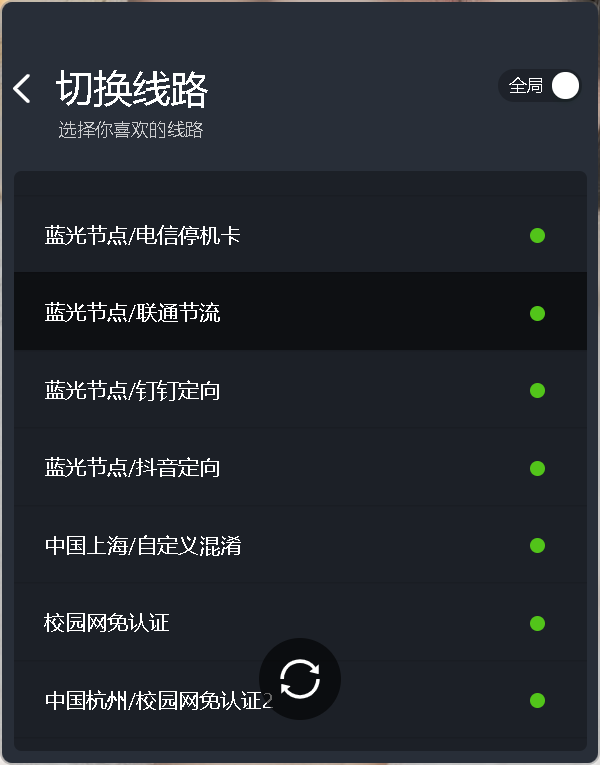 切换线路
全局
选择你喜欢的线路
蓝光节点/电信停机卡
蓝光节点/联通节流
蓝光节点/钉钉定向
蓝光节点/抖音定向
中国上海/自定义混淆
校园网免认证
中国杭州/校园网免认证2